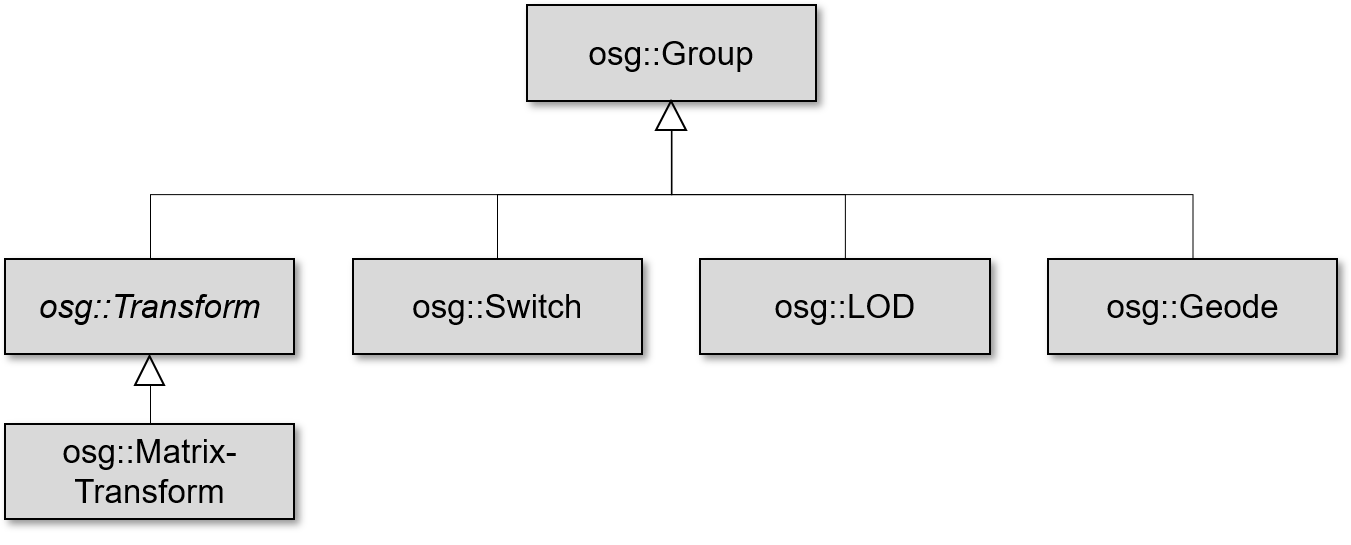 osg::Group
osg::Transform
osg::Switch
osg::LOD
osg::Geode
osg::Matrix-
Transform